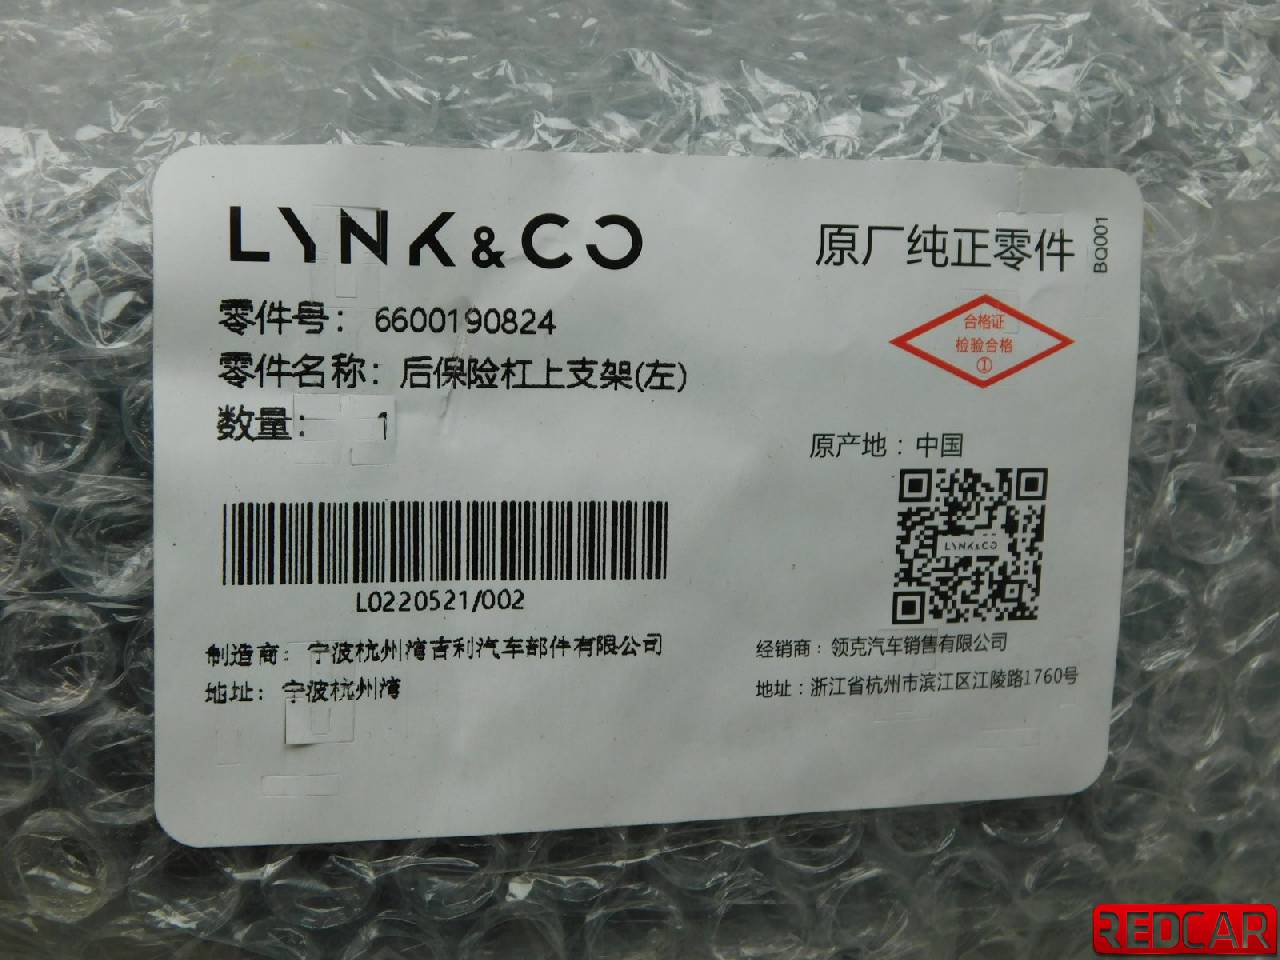 LYNK & CO
原厂纯正零件
BQ001
零件号： 6600190824
零件名称：后保险杠上支架(左)
数量： 1
合格证
检验合格
①
原产地：中国
LYNK&CO
L0220521/002
制造商：宁波杭州湾吉利汽车部件有限公司
地址：宁波杭州湾
经销商：领克汽车销售有限公司
地址：浙江省杭州市滨江区江陵路1760号
REDCAR